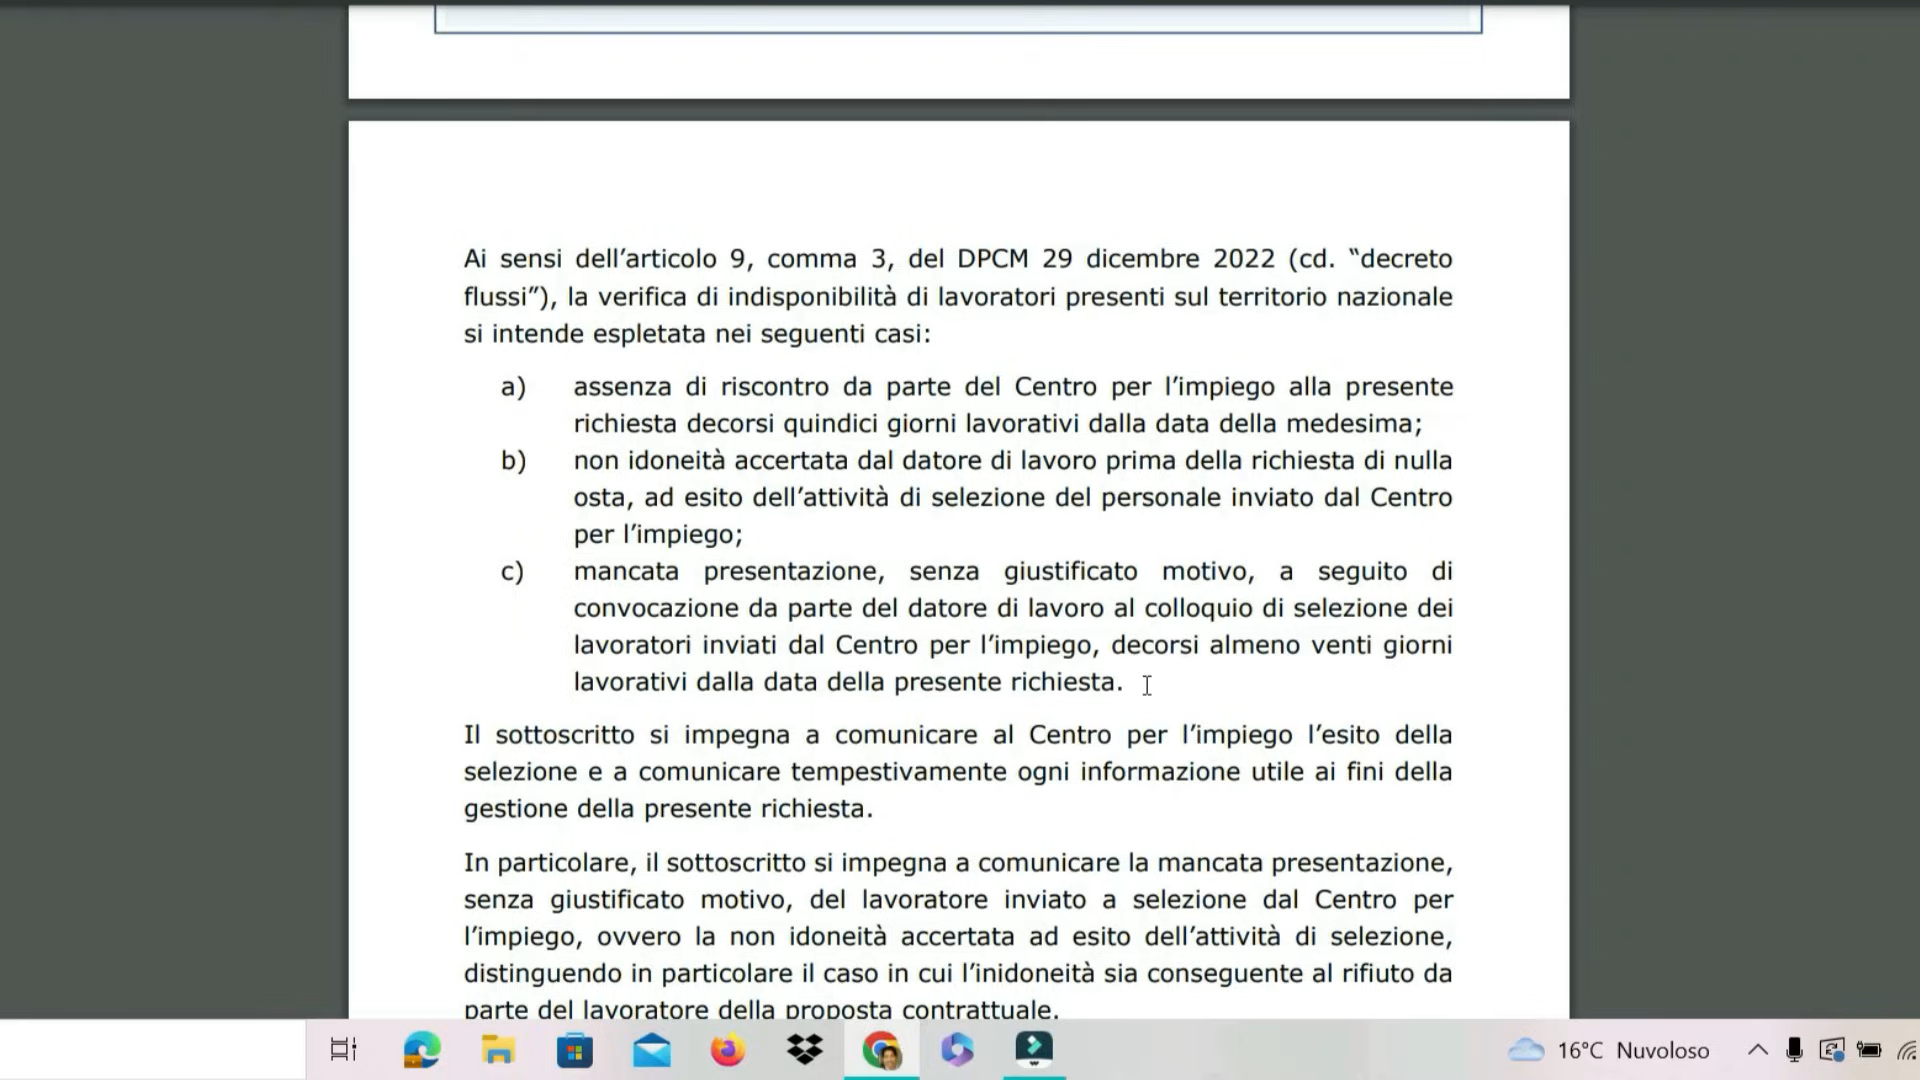 Ai sensi dell’articolo 9, comma 3, del DPCM 29 dicembre 2022 (cd. “decreto
flussi”), la verifica di indisponibilità di lavoratori presenti sul territorio nazionale
si intende espletata nei seguenti casi:
a) assenza di riscontro da parte del Centro per l’impiego alla presente
richiesta decorsi quindici giorni lavorativi dalla data della medesima;
b) non idoneità accertata dal datore di lavoro prima della richiesta di nulla
osta, ad esito dell’attività di selezione del personale inviato dal Centro
per l’impiego;
c) mancata presentazione, senza giustificato motivo, a seguito di
convocazione da parte del datore di lavoro al colloquio di selezione dei
lavoratori inviati dal Centro per l’impiego, decorsi almeno venti giorni
lavorativi dalla data della presente richiesta.
Il sottoscritto si impegna a comunicare al Centro per l’impiego l’esito della
selezione e a comunicare tempestivamente ogni informazione utile ai fini della
gestione della presente richiesta.
In particolare, il sottoscritto si impegna a comunicare la mancata presentazione,
senza giustificato motivo, del lavoratore inviato a selezione dal Centro per
l’impiego, ovvero la non idoneità accertata ad esito dell’attività di selezione,
distinguendo in particolare il caso in cui l’inidoneità sia conseguente al rifiuto da
parte del lavoratore della proposta contrattuale.
16°C Nuvoloso